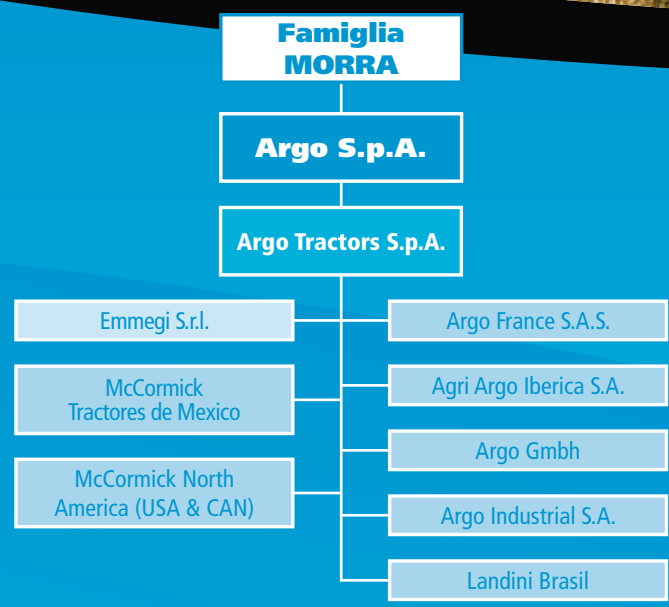 Famiglia
MORRA
Argo S.p.A.
Argo Tractors S.p.A.
Emmegi S.r.l.
McCormick
Tractores de Mexico
McCormick North
America (USA & CAN)
Argo France S.A.S.
Agri Argo Iberica S.A.
Argo Gmbh
Argo Industrial S.A.
Landini Brasil